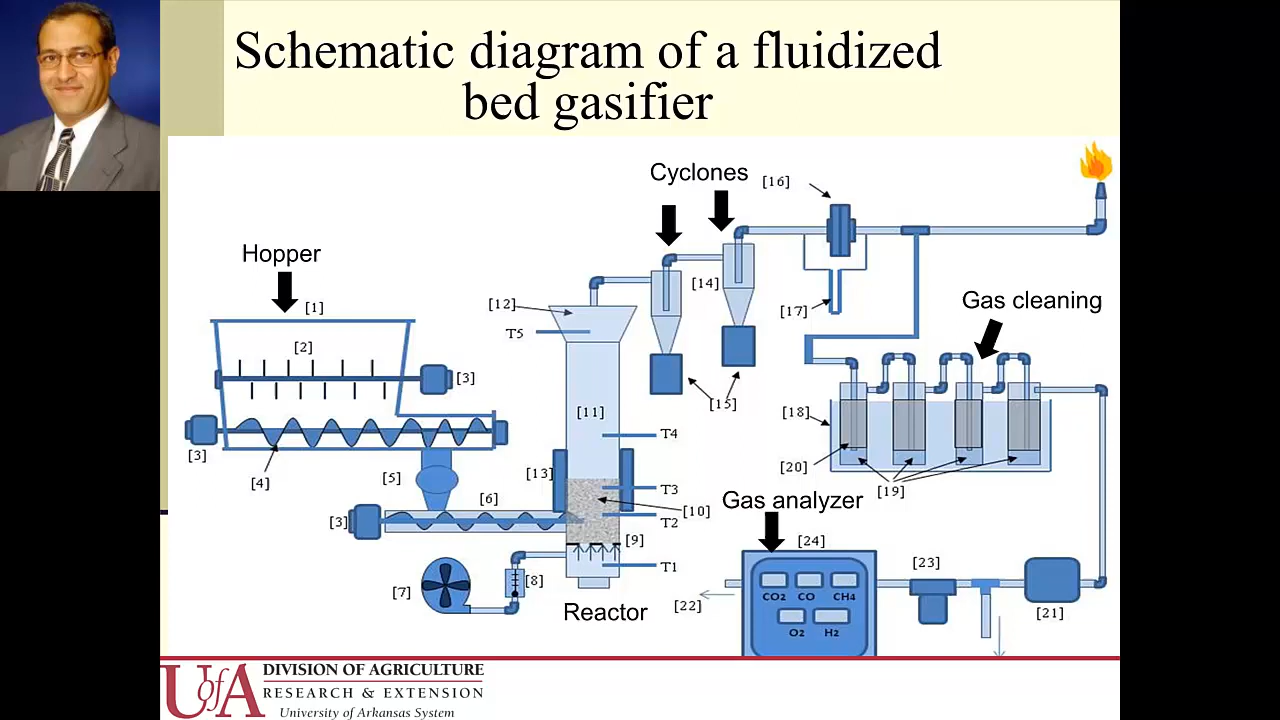 Schematic diagram of a fluidized
bed gasifier
Cyclones
[16]
Hopper
[1]
[12]
[14]
[17]
Gas cleaning
T5
[2]
[3]
[15]
[11]
[18]
T4
[3]
[4]
[5]
[13]
[20]
[19]
T3
[6]
[10]
Gas analyzer
[3]
T2
[9]
[24]
T1
[7]
[8]
[23]
CO2 CO CH4
O2 H2
[22]
[21]
Reactor
UofA
DIVISION OF AGRICULTURE
RESEARCH & EXTENSION
University of Arkansas System